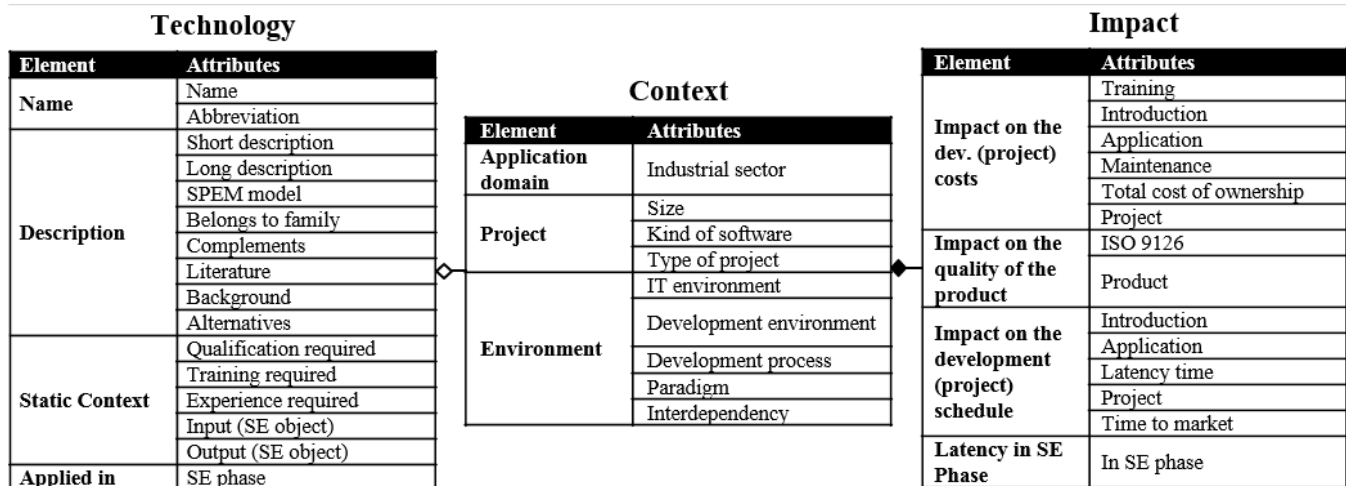 Technology
Element Attributes
Name
Name
Abbreviation
Description
Short description
Long description
SPEM model
Belongs to family
Complements
Literature
Background
Alternatives
Static Context
Qualification required
Training required
Experience required
Input (SE object)
Output (SE object)
Applied in
SE phase
Context
Element Attributes
Application
domain
Industrial sector
Project
Size
Kind of software
Type of project
Environment
IT environment
Development environment
Development process
Paradigm
Interdependency
Impact
Element Attributes
Impact on the
dev. (project)
costs
Training
Introduction
Application
Maintenance
Total cost of ownership
Project
Impact on the
quality of the
product
ISO 9126
Product
Impact on the
development
(project)
schedule
Introduction
Application
Latency time
Project
Time to market
Latency in SE
Phase
In SE phase